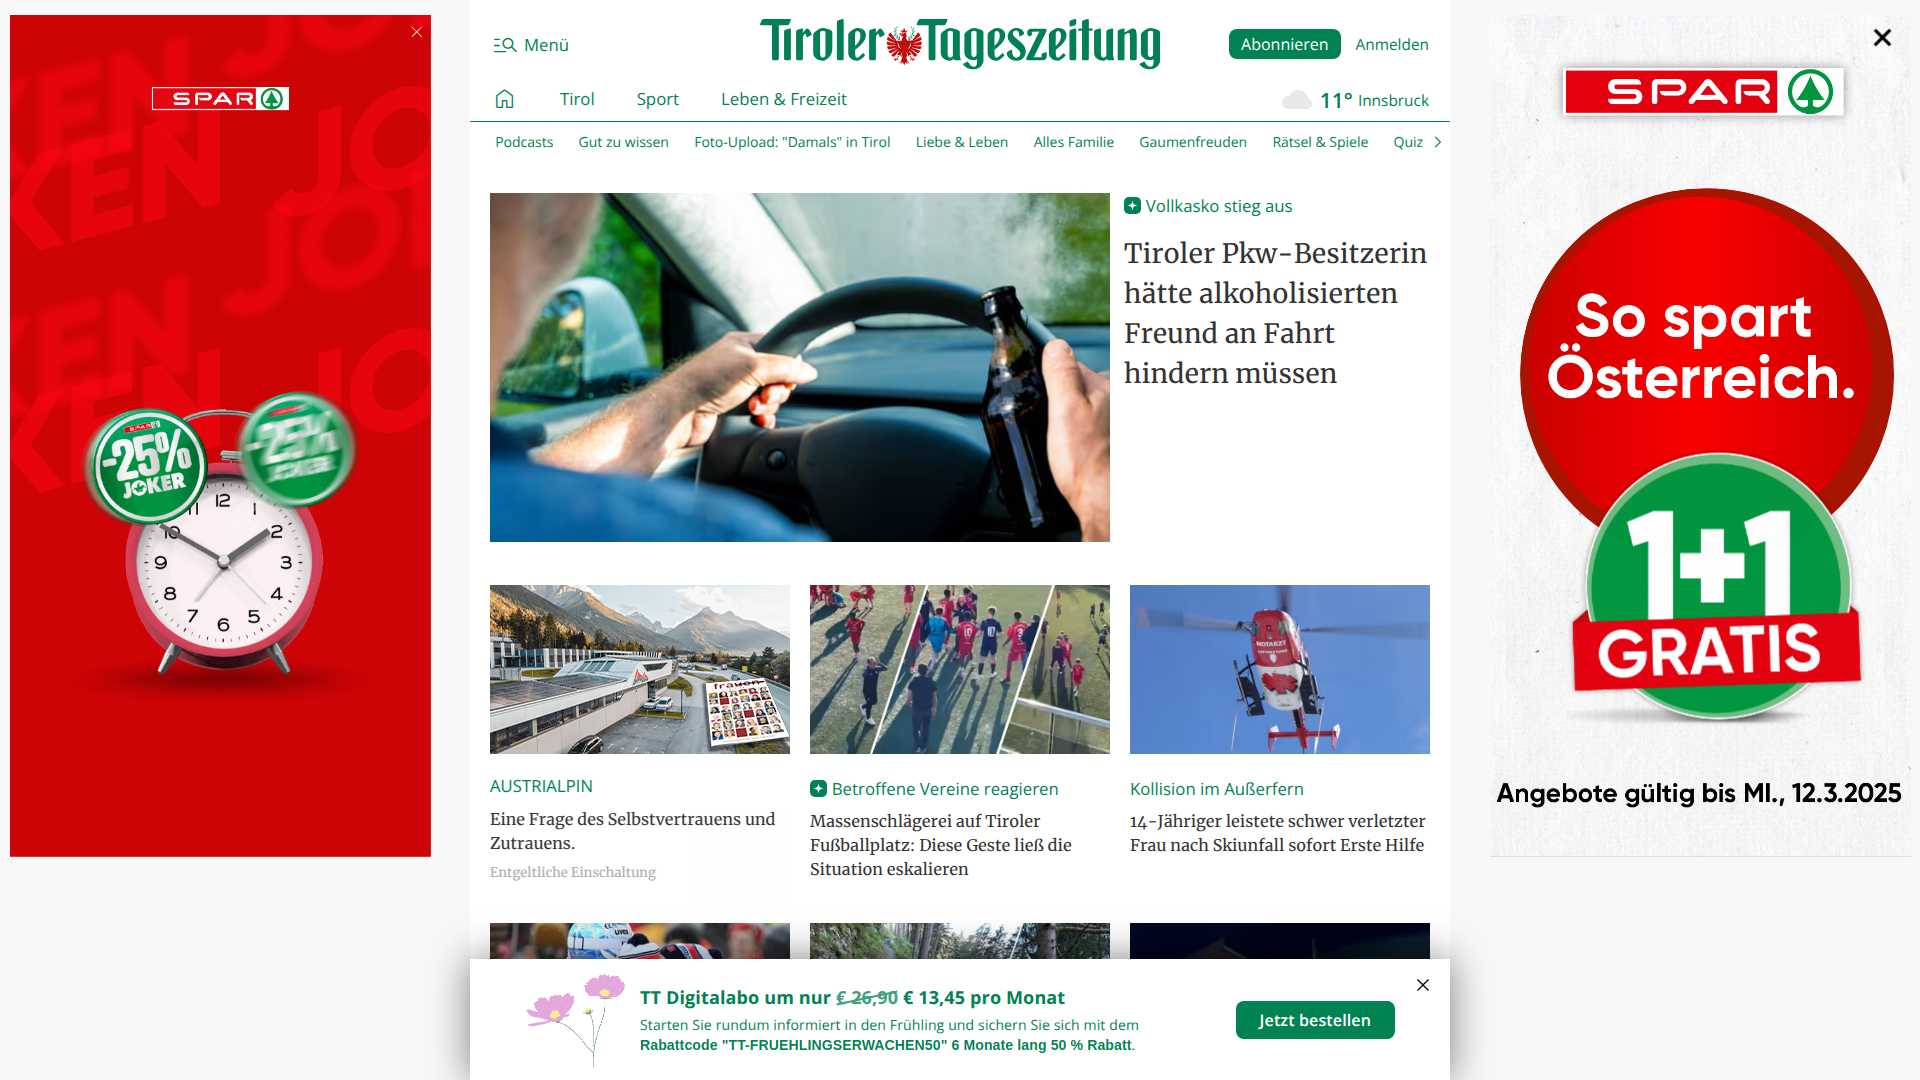 Menü
Tiroler Tageszeitung
Abonnieren
Anmelden
Tirol
Sport
Leben & Freizeit
11° Innsbruck
Podcasts
Gut zu wissen
Foto-Upload: "Damals" in Tirol
Liebe & Leben
Alles Familie
Gaumenfreuden
Rätsel & Spiele
Quiz
SPAR
-25%
JOKER
-25%
JOKER
12
11
10
9
8
7
6
5
4
3
2
Vollkasko stieg aus
Tiroler Pkw-Besitzerin
hätte alkoholisierten
Freund an Fahrt
hindern müssen
frauen
NOTARZT
AUSTRIALPIN
Eine Frage des Selbstvertrauens und
Zutrauens.
Entgeltliche Einschaltung
Betroffene Vereine reagieren
Massenschlägerei auf Tiroler
Fußballplatz: Diese Geste ließ die
Situation eskalieren
Kollision im Außerfern
14-Jähriger leistete schwer verletzter
Frau nach Skiunfall sofort Erste Hilfe
uvex
TT Digitalabo um nur € 26,90 € 13,45 pro Monat
Starten Sie rundum informiert in den Frühling und sichern Sie sich mit dem
Rabattcode "TT-FRUEHLINGSERWACHEN50" 6 Monate lang 50 % Rabatt.
Jetzt bestellen
SPAR
So spart
Österreich.
1+1
GRATIS
Angebote gültig bis MI., 12.3.2025